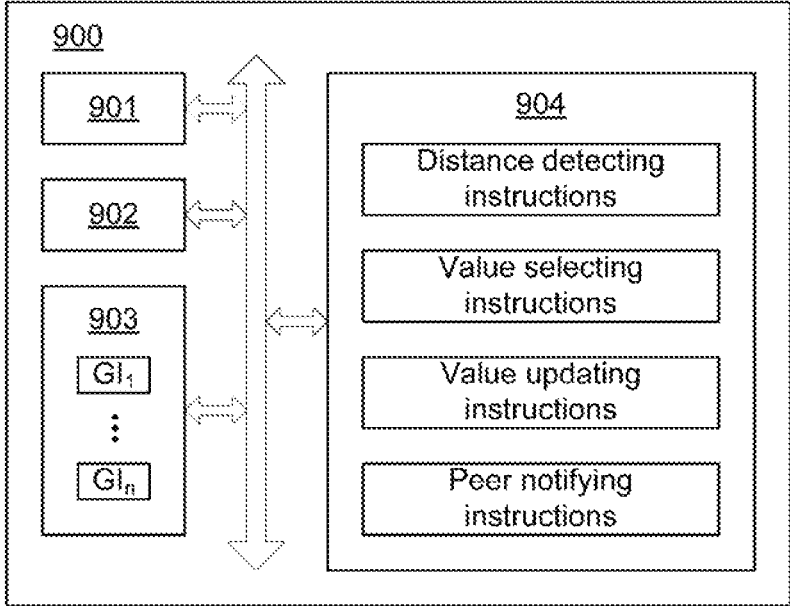 900
901
902
903
GI₁
GIₙ
904
Distance detecting
instructions
Value selecting
instructions
Value updating
instructions
Peer notifying
instructions